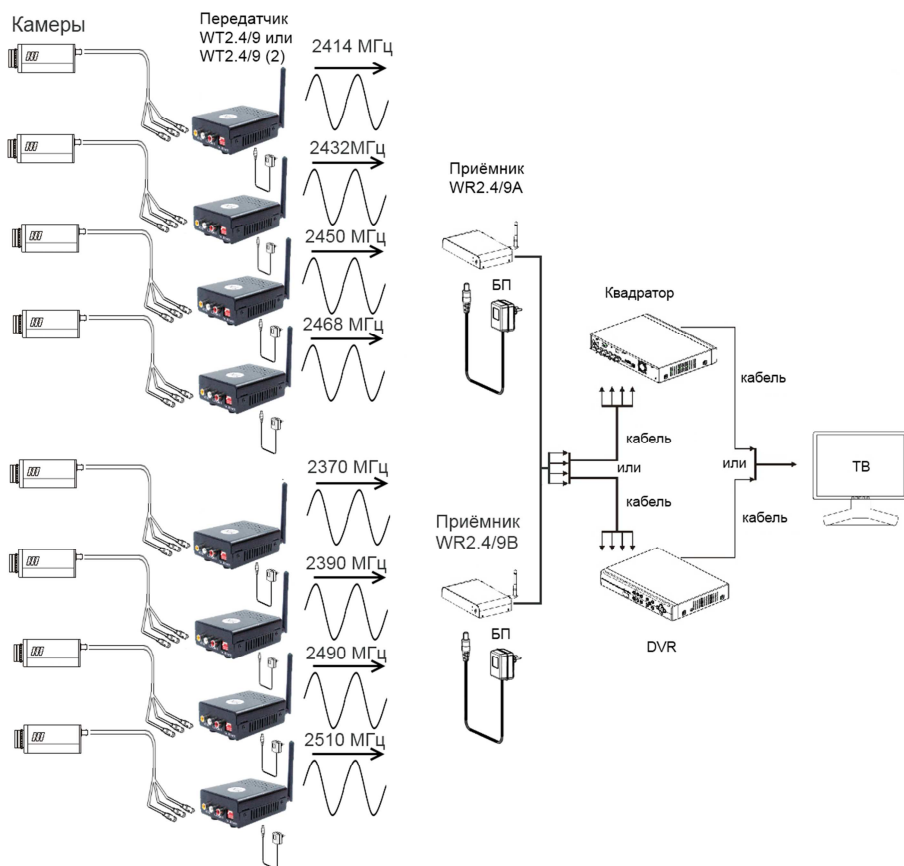 Камеры
Передатчик
WT2.4/9 или
WT2.4/9 (2)
2414 МГц
2432МГц
2450 МГц
2468 МГц
2370 МГц
2390 МГц
2490 МГц
2510 МГц
Приёмник
WR2.4/9A
БП
Приёмник
WR2.4/9B
БП
Квадратор
кабель
или
кабель
DVR
кабель
или
кабель
ТВ